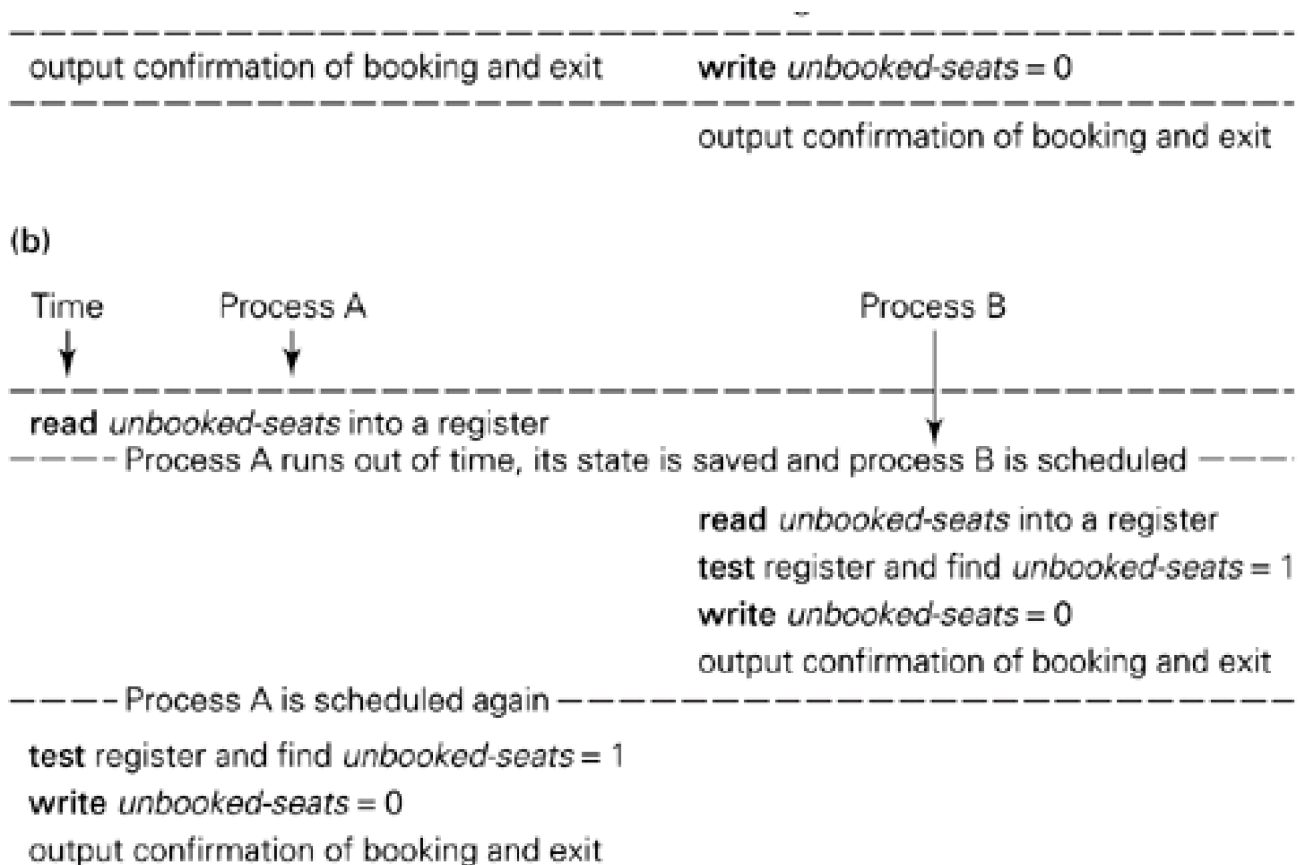 output confirmation of booking and exit write unbooked-seats = 0
output confirmation of booking and exit
(b)
Time Process A Process B
read unbooked-seats into a register
Process A runs out of time, its state is saved and process B is scheduled
read unbooked-seats into a register
test register and find unbooked-seats = 1
write unbooked-seats = 0
output confirmation of booking and exit
Process A is scheduled again
test register and find unbooked-seats = 1
write unbooked-seats = 0
output confirmation of booking and exit